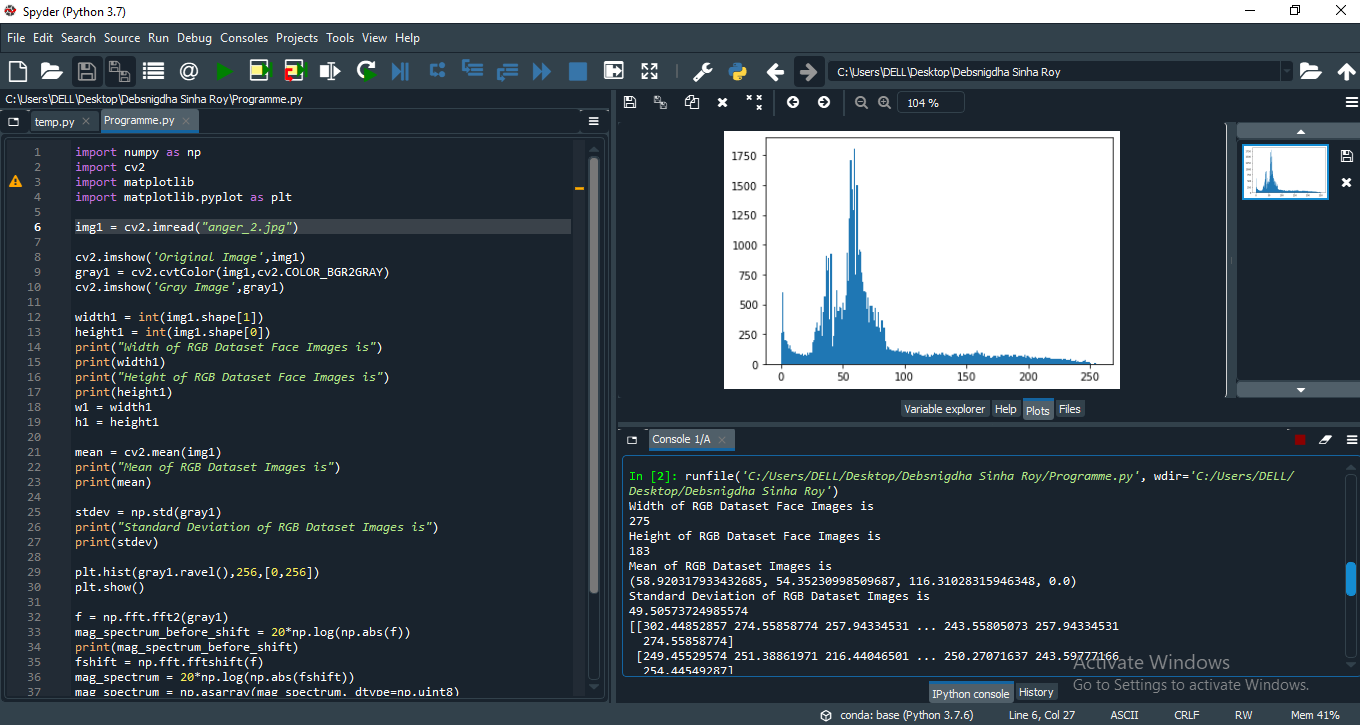 Spyder (Python 3.7)
File Edit Search Source Run Debug Consoles Projects Tools View Help
C:\Users\DELL\Desktop\Debsnigdha Sinha Roy
C:\Users\DELL\Desktop\Debsnigdha Sinha Roy\Programme.py
temp.py
Programme.py
1 import numpy as np
2 import cv2
3 import matplotlib
4 import matplotlib.pyplot as plt
5
6 img1 = cv2.imread("anger_2.jpg")
7
8 cv2.imshow('Original Image',img1)
9 gray1 = cv2.cvtColor(img1,cv2.COLOR_BGR2GRAY)
10 cv2.imshow('Gray Image',gray1)
11
12 width1 = int(img1.shape[1])
13 height1 = int(img1.shape[0])
14 print("Width of RGB Dataset Face Images is")
15 print(width1)
16 print("Height of RGB Dataset Face Images is")
17 print(height1)
18 w1 = width1
19 h1 = height1
20
21 mean = cv2.mean(img1)
22 print("Mean of RGB Dataset Images is")
23 print(mean)
24
25 stdev = np.std(gray1)
26 print("Standard Deviation of RGB Dataset Images is")
27 print(stdev)
28
29 plt.hist(gray1.ravel(),256,[0,256])
30 plt.show()
31
32 f = np.fft.fft2(gray1)
33 mag_spectrum_before_shift = 20*np.log(np.abs(f))
34 print(mag_spectrum_before_shift)
35 fshift = np.fft.fftshift(f)
36 mag_spectrum = 20*np.log(np.abs(fshift))
37 mag_spectrum = np.asarray(mag_spectrum, dtype=np.uint8)
104 %
1750
1500
1250
1000
750
500
250
0
0 50 100 150 200 250
Variable explorer Help Plots Files
Console 1/A
In [2]: runfile('C:/Users/DELL/Desktop/Debsnigdha Sinha Roy/Programme.py', wdir='C:/Users/DELL/
Desktop/Debsnigdha Sinha Roy')
Width of RGB Dataset Face Images is
275
Height of RGB Dataset Face Images is
183
Mean of RGB Dataset Images is
(58.920317933432685, 54.35230998509687, 116.31028315946348, 0.0)
Standard Deviation of RGB Dataset Images is
49.50573724985574
[[302.44852857 274.55858774 257.94334531 ... 243.55805073 257.94334531
274.55858774]
[249.45529574 251.38861971 216.44046501 ... 250.27071637 243.59777166
254.44549287]
Activate Windows
Go to Settings to activate Windows.
IPython console History
conda: base (Python 3.7.6) Line 6, Col 27 ASCII CRLF RW Mem 41%